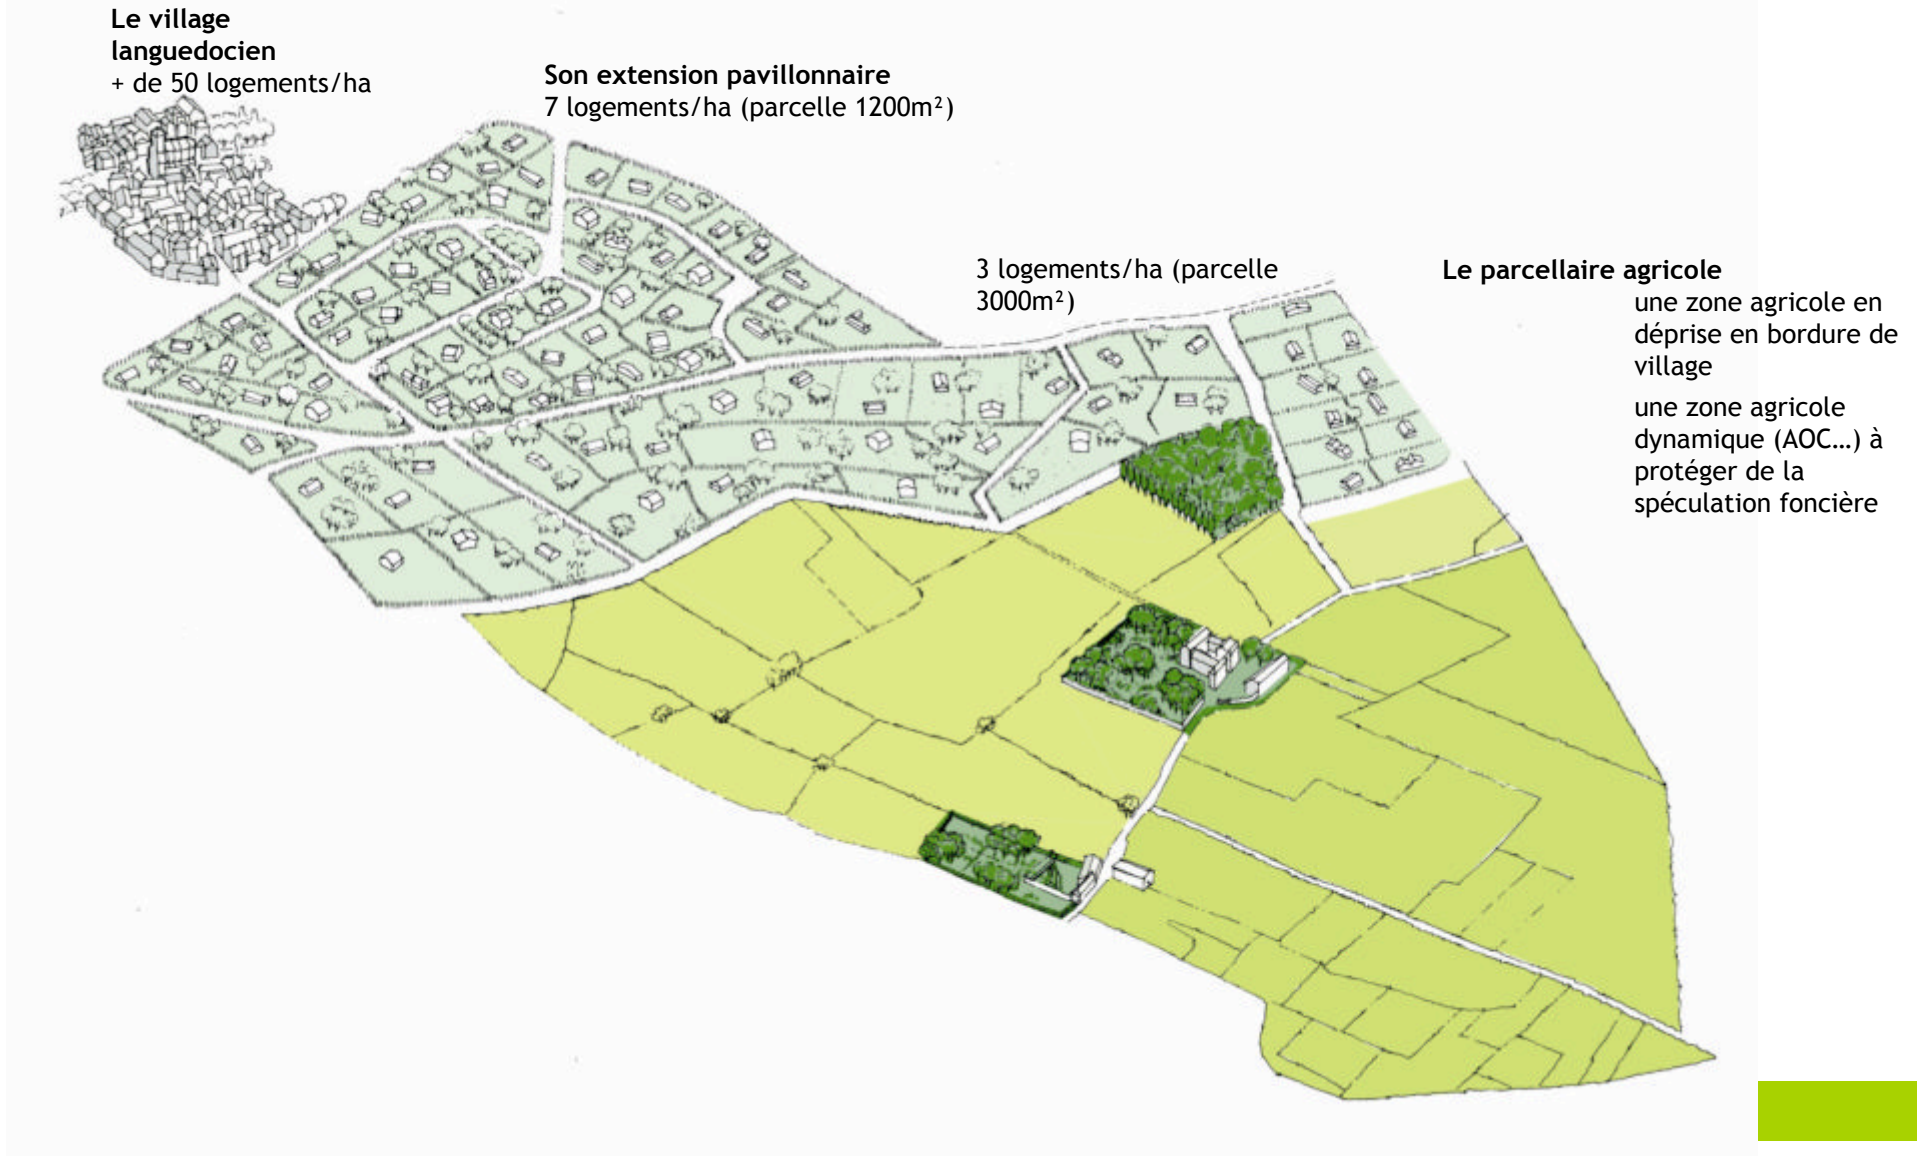 Le village
languedocien
+ de 50 logements/ha
Son extension pavillonnaire
7 logements/ha (parcelle 1200m²)
3 logements/ha (parcelle
3000m²)
Le parcellaire agricole
une zone agricole en
déprise en bordure de
village
une zone agricole
dynamique (AOC…) à
protéger de la
spéculation foncière